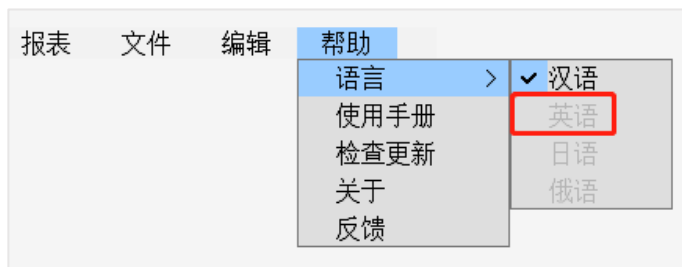 报表 文件 编辑 帮助
语言 > ✓ 汉语
使用手册 英语
检查更新 日语
关于 俄语
反馈